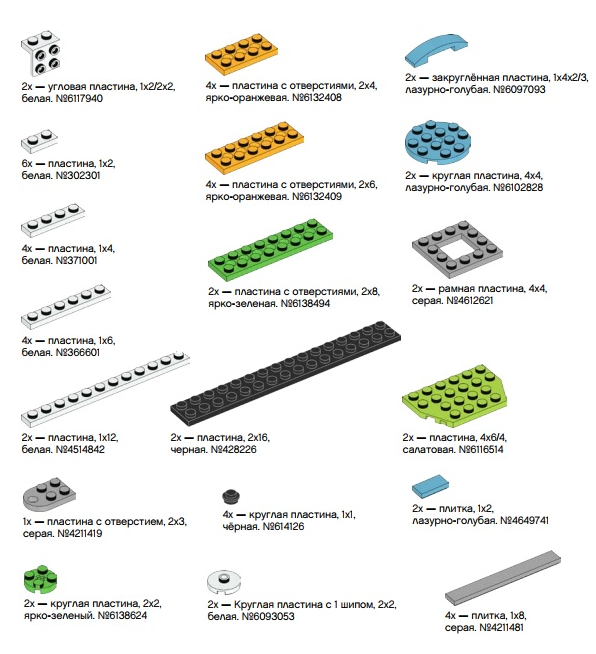 2x — угловая пластина, 1x2/2x2,
белая. №6117940
4x — пластина с отверстиями, 2x4,
ярко-оранжевая. №6132408
2x — закруглённая пластина, 1x4x2/3,
лазурно-голубая. №6097093
6x — пластина, 1x2,
белая. №302301
4x — пластина с отверстиями, 2x6,
ярко-оранжевая. №6132409
2x — круглая пластина, 4x4,
лазурно-голубая. №6102828
4x — пластина, 1x4,
белая. №371001
2x — пластина с отверстиями, 2x8,
ярко-зеленая. №6138494
2x — рамная пластина, 4x4,
серая. №4612621
4x — пластина, 1x6,
белая. №366601
2x — пластина, 1x12,
белая. №4514842
2x — пластина, 2x16,
черная. №428226
2x — пластина, 4x6/4,
салатовая. №6116514
1x — пластина с отверстием, 2x3,
серая. №4211419
4x — круглая пластина, 1x1,
чёрная. №614126
2x — плитка, 1x2,
лазурно-голубая. №4649741
2x — круглая пластина, 2x2,
ярко-зеленый. №6138624
2x — Круглая пластина с 1 шипом, 2x2,
белая. №6093053
4x — плитка, 1x8,
серая. №4211481